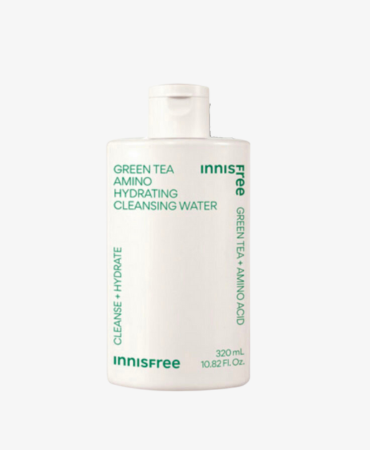 GREEN TEA
AMINO
HYDRATING
CLEANSING WATER
innisFree
GREEN TEA + AMINO ACID
CLEANSE + HYDRATE
innisFree
320 mL
10.82 Fl. Oz.